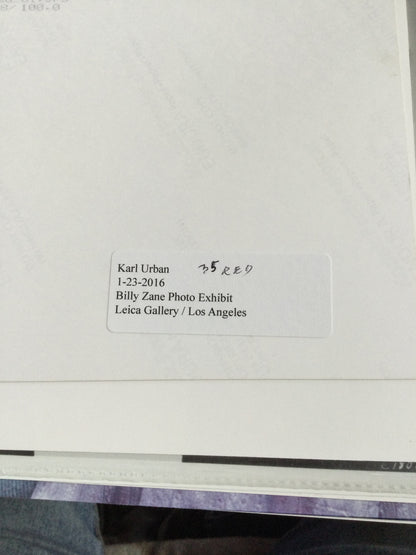 Karl Urban 35 RED
1-23-2016
Billy Zane Photo Exhibit
Leica Gallery / Los Angeles